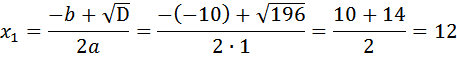 x₁ = (−b + √D) / 2a = (−(−10) + √196) / (2 · 1) = (10 + 14) / 2 = 12